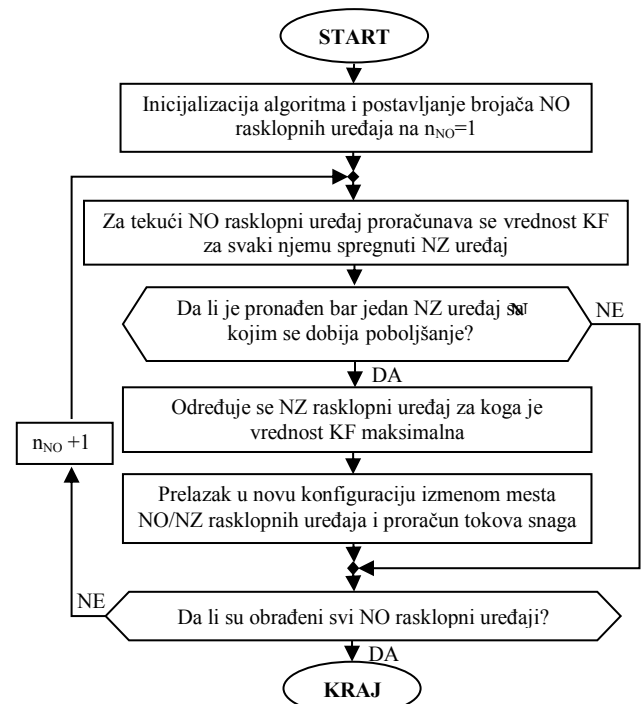 START
Inicijalizacija algoritma i postavljanje brojača NO
rasklopnih uređaja na nNO=1
Za tekući NO rasklopni uređaj proračunava se vrednost KF
za svaki njemu spregnuti NZ uređaj
Da li je pronađen bar jedan NZ uređaj sa
kojim se dobija poboljšanje?
NE
DA
Određuje se NZ rasklopni uređaj za koga je
vrednost KF maksimalna
nNO +1
Prelazak u novu konfiguraciju izmenom mesta
NO/NZ rasklopnih uređaja i proračun tokova snaga
NE
Da li su obrađeni svi NO rasklopni uređaji?
DA
KRAJ